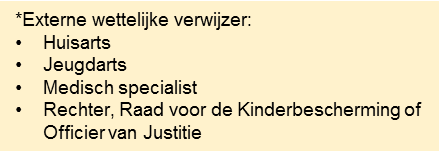 *Externe wettelijke verwijzer:
• Huisarts
• Jeugdarts
• Medisch specialist
• Rechter, Raad voor de Kinderbescherming of
Officier van Justitie